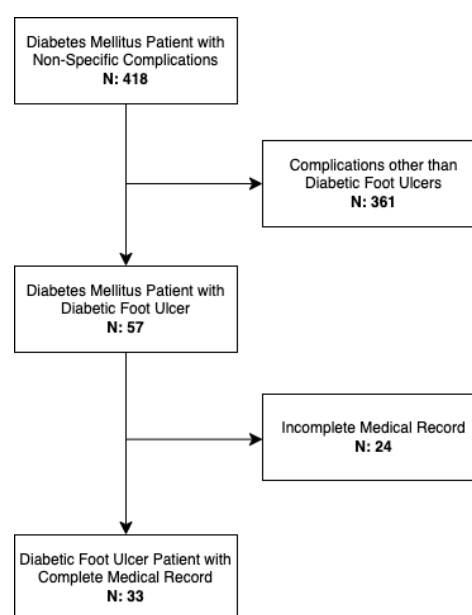 Diabetes Mellitus Patient with
Non-Specific Complications
N: 418
Complications other than
Diabetic Foot Ulcers
N: 361
Diabetes Mellitus Patient with
Diabetic Foot Ulcer
N: 57
Incomplete Medical Record
N: 24
Diabetic Foot Ulcer Patient with
Complete Medical Record
N: 33